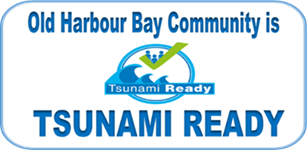 Old Harbour Bay Community is
Tsunami Ready
TSUNAMI READY